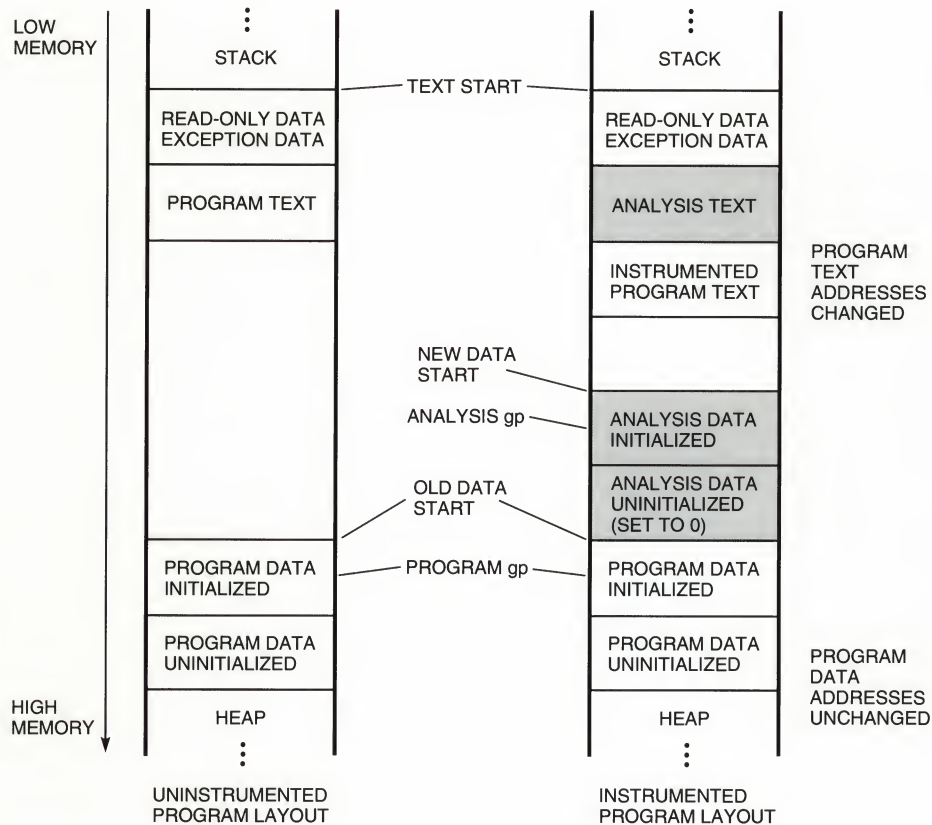 LOW
MEMORY
STACK
READ-ONLY DATA
EXCEPTION DATA
PROGRAM TEXT
PROGRAM DATA
INITIALIZED
PROGRAM DATA
UNINITIALIZED
HIGH
MEMORY
HEAP
UNINSTRUMENTED
PROGRAM LAYOUT
TEXT START
NEW DATA
START
ANALYSIS gp
OLD DATA
START
PROGRAM gp
STACK
READ-ONLY DATA
EXCEPTION DATA
ANALYSIS TEXT
INSTRUMENTED
PROGRAM TEXT
ANALYSIS DATA
INITIALIZED
ANALYSIS DATA
UNINITIALIZED
(SET TO 0)
PROGRAM DATA
INITIALIZED
PROGRAM DATA
UNINITIALIZED
HEAP
INSTRUMENTED
PROGRAM LAYOUT
PROGRAM
TEXT
ADDRESSES
CHANGED
PROGRAM
DATA
ADDRESSES
UNCHANGED